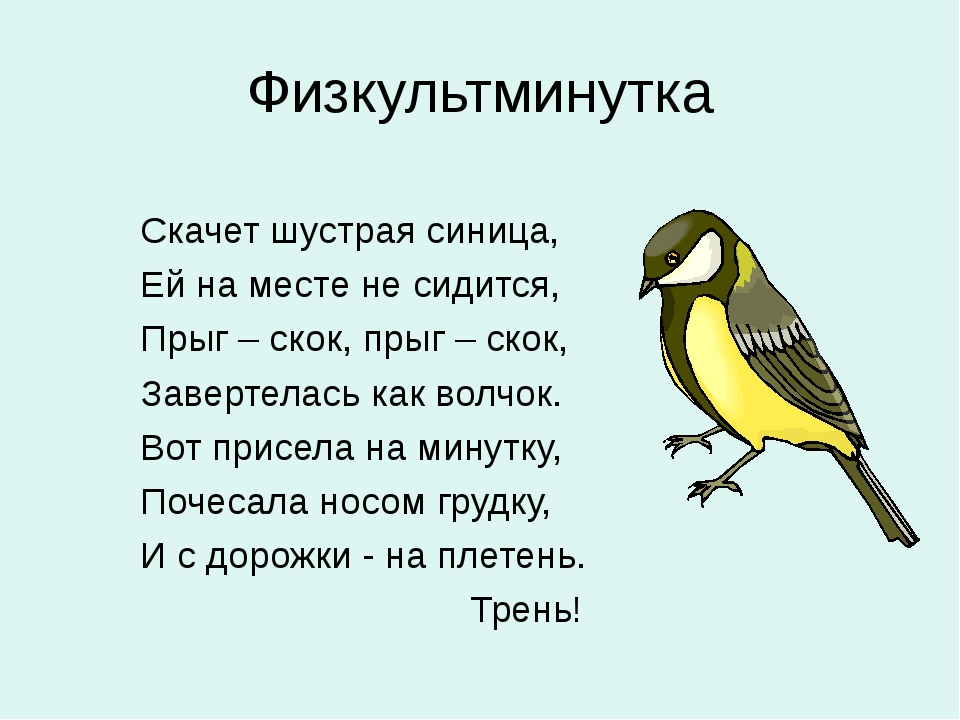 Физкультминутка
Скачет шустрая синица,
Ей на месте не сидится,
Прыг – скок, прыг – скок,
Завертелась как волчок.
Вот присела на минутку,
Почесала носом грудку,
И с дорожки - на плетень.
Трень!